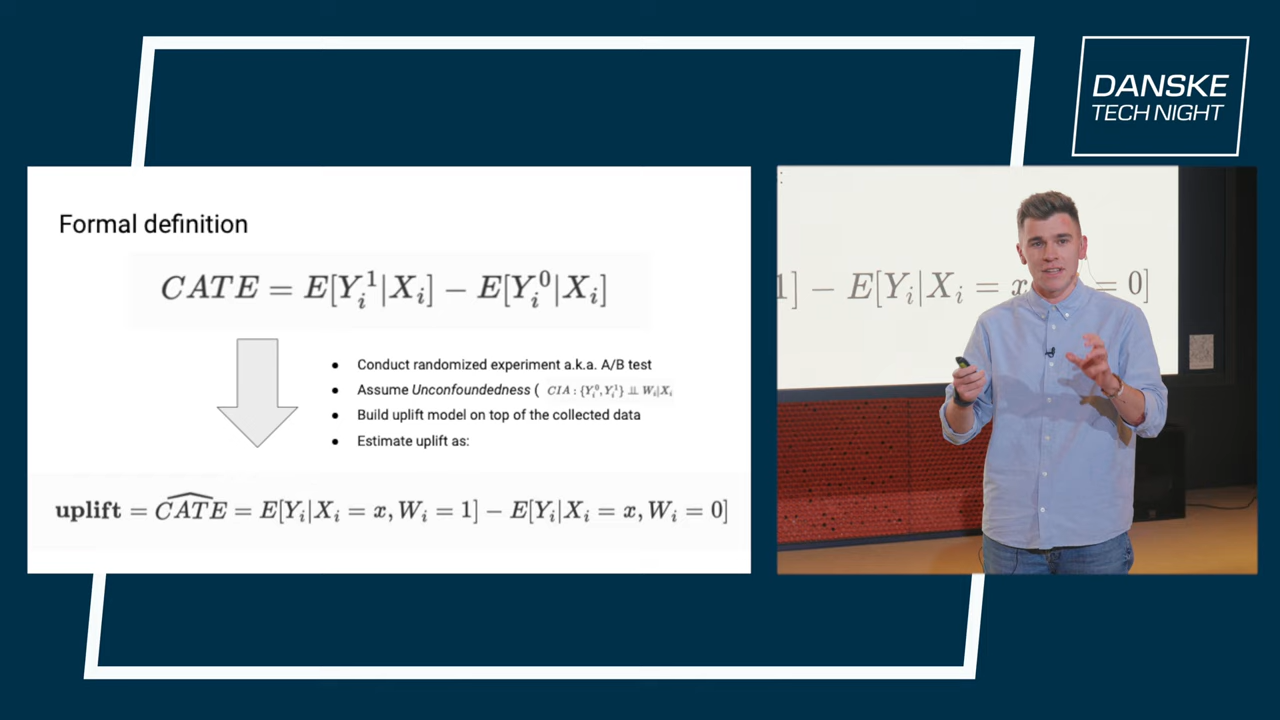 DANSKE
TECH NIGHT
Formal definition
CATE = E[Y_i^1|X_i] − E[Y_i^0|X_i]
• Conduct randomized experiment a.k.a. A/B test
• Assume Unconfoundedness ( CIA : {Y_i^0, Y_i^1} ⫫ W_i|X_i
• Build uplift model on top of the collected data
• Estimate uplift as:
uplift = \widehat{CATE} = E[Y_i|X_i = x, W_i = 1] − E[Y_i|X_i = x, W_i = 0]
1] − E[Y_i|X_i = x = 0]